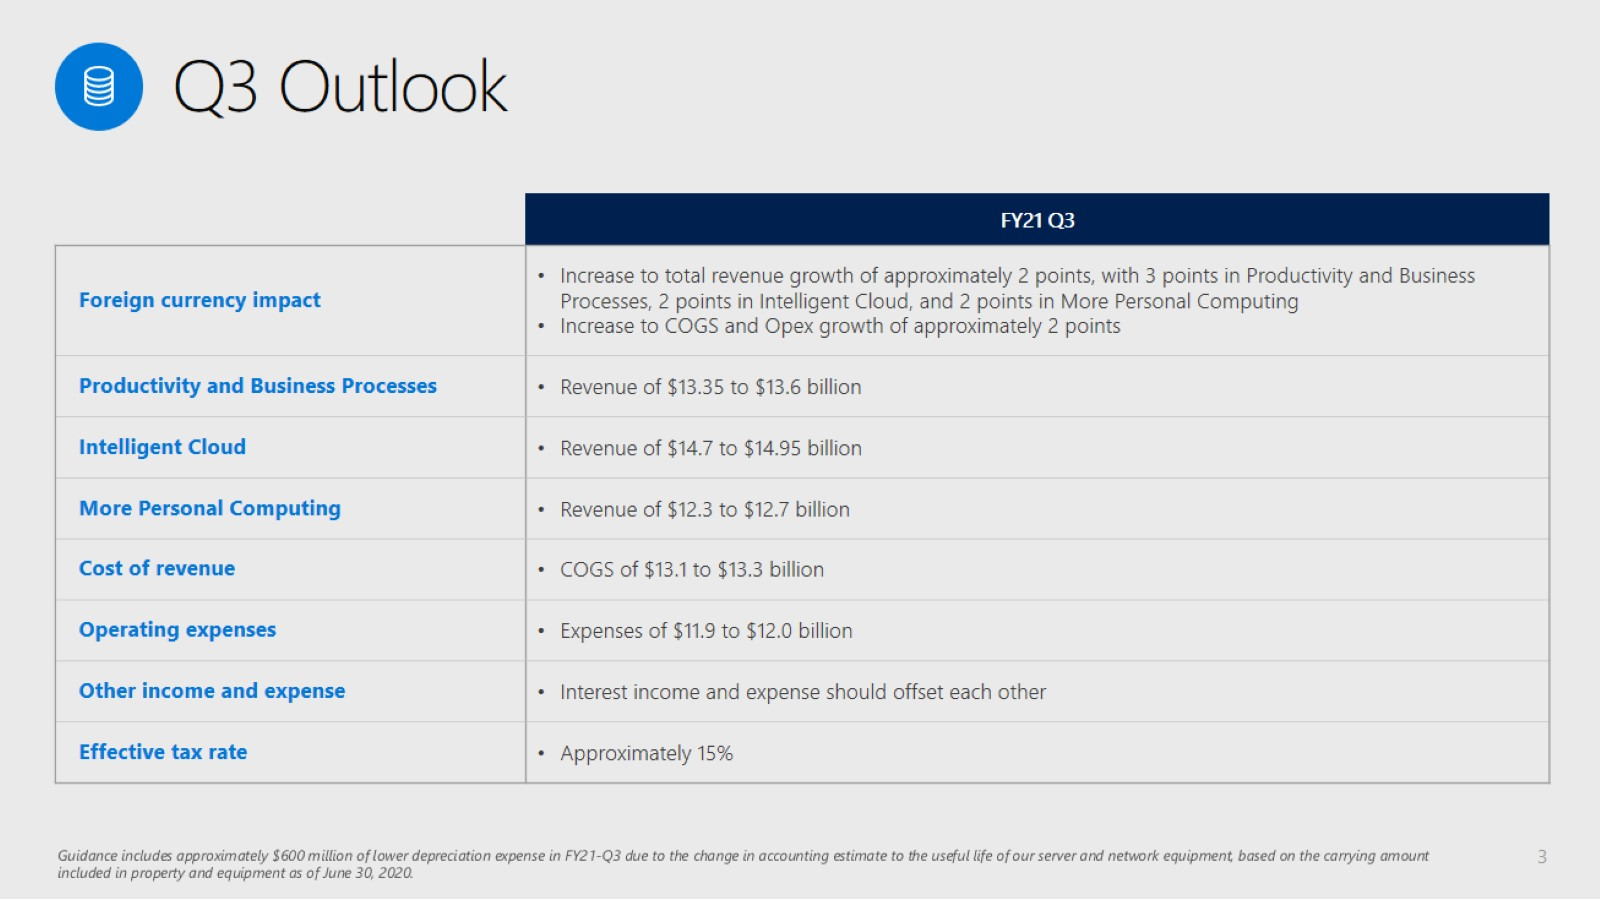 Q3 Outlook
FY21 Q3
Foreign currency impact
• Increase to total revenue growth of approximately 2 points, with 3 points in Productivity and Business
Processes, 2 points in Intelligent Cloud, and 2 points in More Personal Computing
• Increase to COGS and Opex growth of approximately 2 points
Productivity and Business Processes
• Revenue of $13.35 to $13.6 billion
Intelligent Cloud
• Revenue of $14.7 to $14.95 billion
More Personal Computing
• Revenue of $12.3 to $12.7 billion
Cost of revenue
• COGS of $13.1 to $13.3 billion
Operating expenses
• Expenses of $11.9 to $12.0 billion
Other income and expense
• Interest income and expense should offset each other
Effective tax rate
• Approximately 15%
Guidance includes approximately $600 million of lower depreciation expense in FY21-Q3 due to the change in accounting estimate to the useful life of our server and network equipment, based on the carrying amount
included in property and equipment as of June 30, 2020.
3